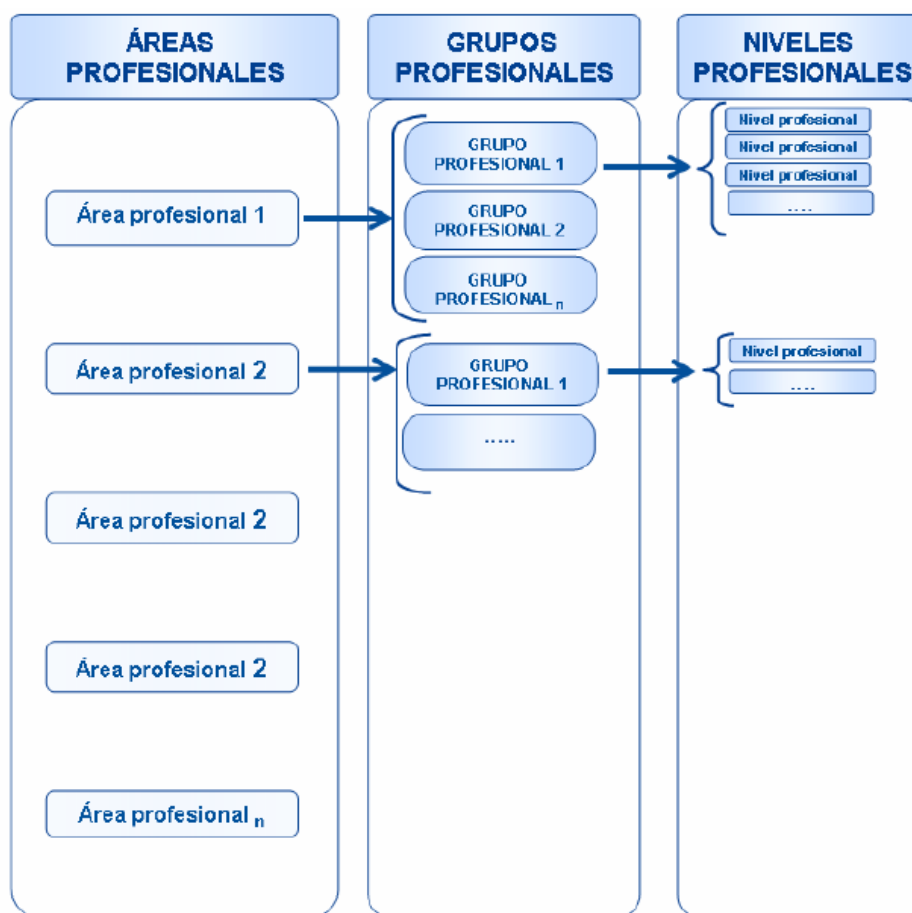 ÁREAS
PROFESIONALES
GRUPOS
PROFESIONALES
NIVELES
PROFESIONALES
Área profesional 1
GRUPO
PROFESIONAL 1
GRUPO
PROFESIONAL 2
GRUPO
PROFESIONAL n
Nivel profesional
Nivel profesional
Nivel profesional
....
Área profesional 2
GRUPO
PROFESIONAL 1
.....
Nivel profesional
....
Área profesional 2
Área profesional 2
Área profesional n